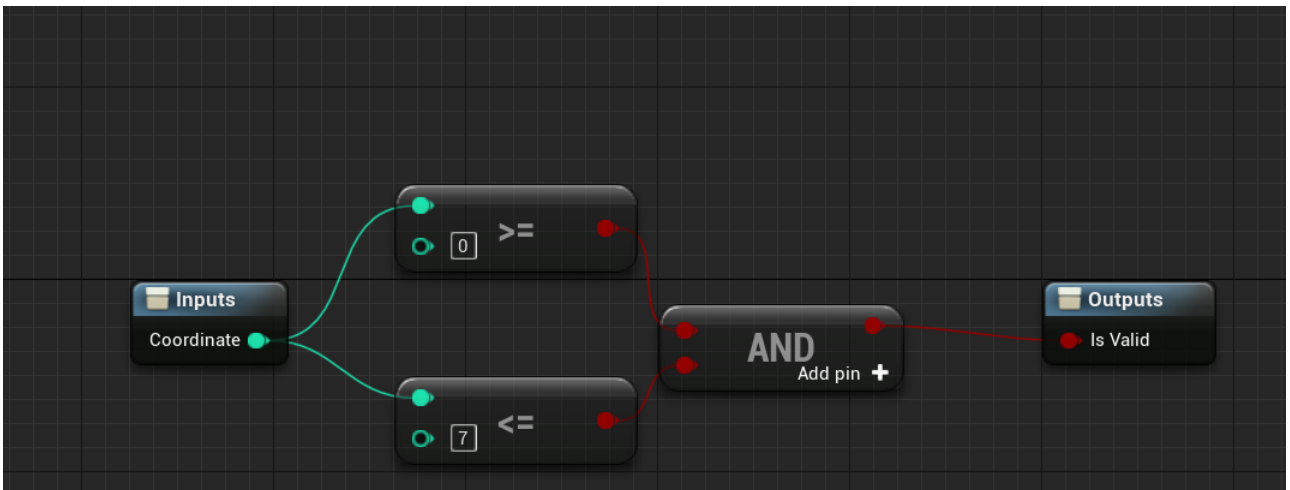 >=
0
Inputs
Coordinate
AND
Add pin +
Outputs
Is Valid
<=
7